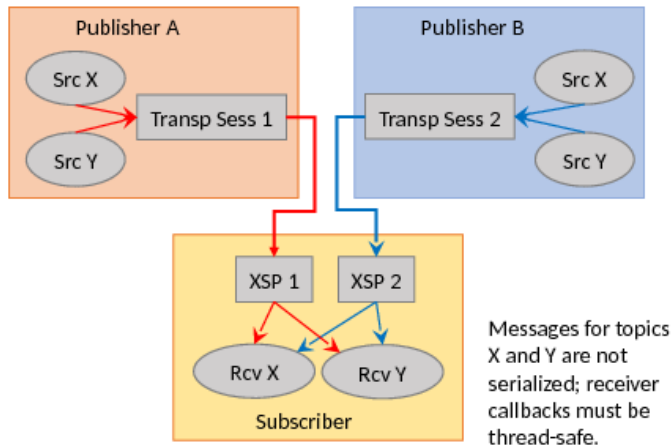 Publisher A
Src X
Transp Sess 1
Src Y
Publisher B
Src X
Transp Sess 2
Src Y
XSP 1
XSP 2
Rcv X
Rcv Y
Subscriber
Messages for topics
X and Y are not
serialized; receiver
callbacks must be
thread-safe.